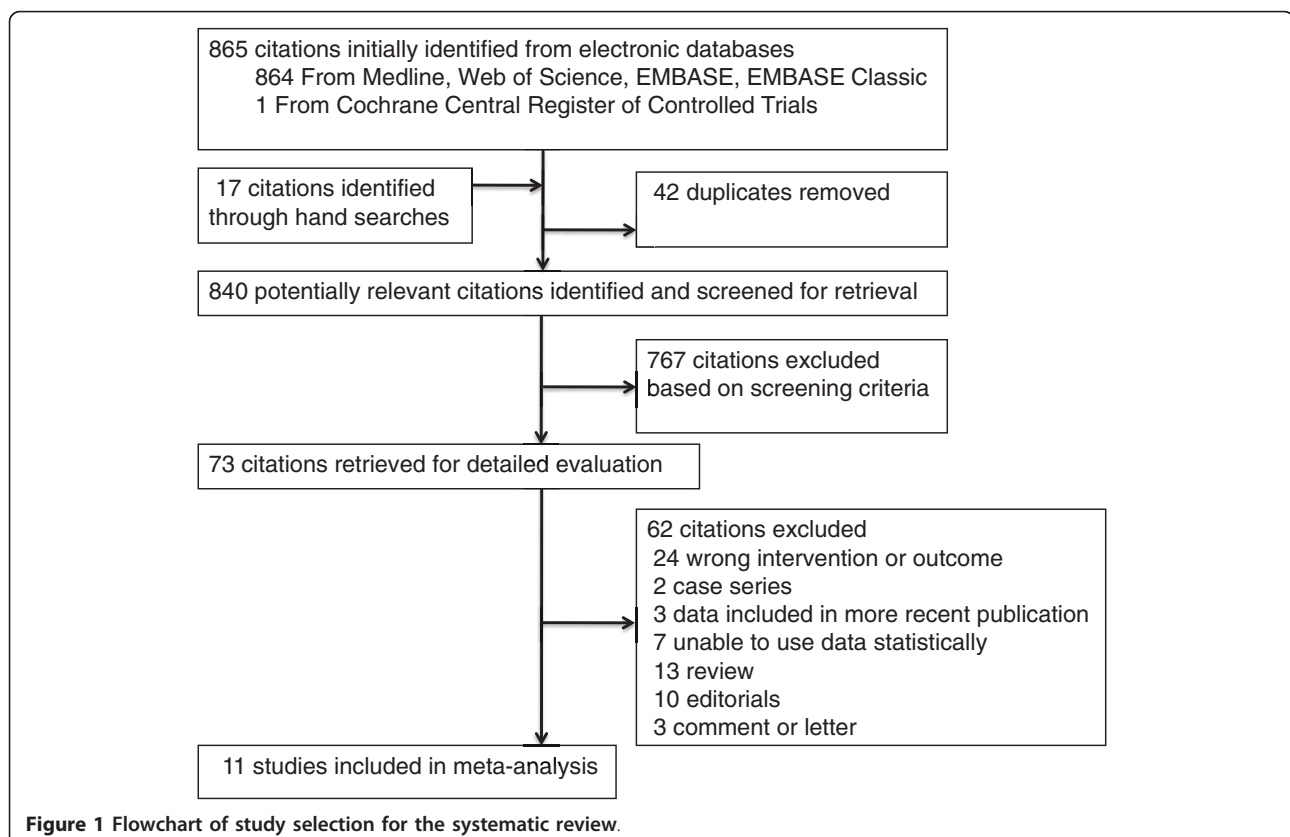 865 citations initially identified from electronic databases
864 From Medline, Web of Science, EMBASE, EMBASE Classic
1 From Cochrane Central Register of Controlled Trials
17 citations identified
through hand searches
42 duplicates removed
840 potentially relevant citations identified and screened for retrieval
767 citations excluded
based on screening criteria
73 citations retrieved for detailed evaluation
62 citations excluded
24 wrong intervention or outcome
2 case series
3 data included in more recent publication
7 unable to use data statistically
13 review
10 editorials
3 comment or letter
11 studies included in meta-analysis
Figure 1 Flowchart of study selection for the systematic review.